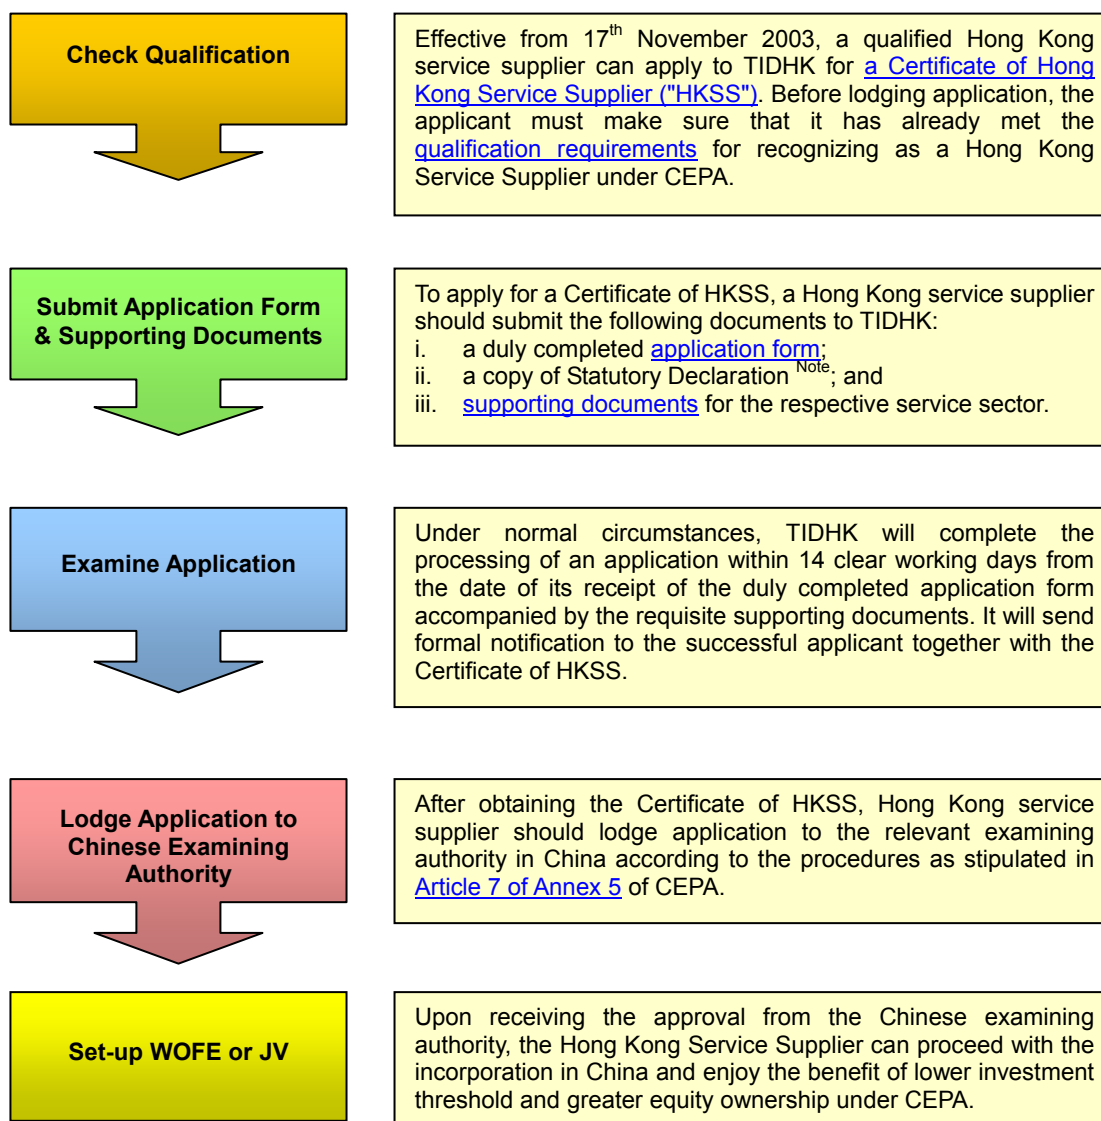 Check Qualification
Effective from 17th November 2003, a qualified Hong Kong
service supplier can apply to TIDHK for a Certificate of Hong
Kong Service Supplier ("HKSS"). Before lodging application, the
applicant must make sure that it has already met the
qualification requirements for recognizing as a Hong Kong
Service Supplier under CEPA.
Submit Application Form
& Supporting Documents
To apply for a Certificate of HKSS, a Hong Kong service supplier
should submit the following documents to TIDHK:
i. a duly completed application form;
ii. a copy of Statutory Declaration Note; and
iii. supporting documents for the respective service sector.
Examine Application
Under normal circumstances, TIDHK will complete the
processing of an application within 14 clear working days from
the date of its receipt of the duly completed application form
accompanied by the requisite supporting documents. It will send
formal notification to the successful applicant together with the
Certificate of HKSS.
Lodge Application to
Chinese Examining
Authority
After obtaining the Certificate of HKSS, Hong Kong service
supplier should lodge application to the relevant examining
authority in China according to the procedures as stipulated in
Article 7 of Annex 5 of CEPA.
Set-up WOFE or JV
Upon receiving the approval from the Chinese examining
authority, the Hong Kong Service Supplier can proceed with the
incorporation in China and enjoy the benefit of lower investment
threshold and greater equity ownership under CEPA.